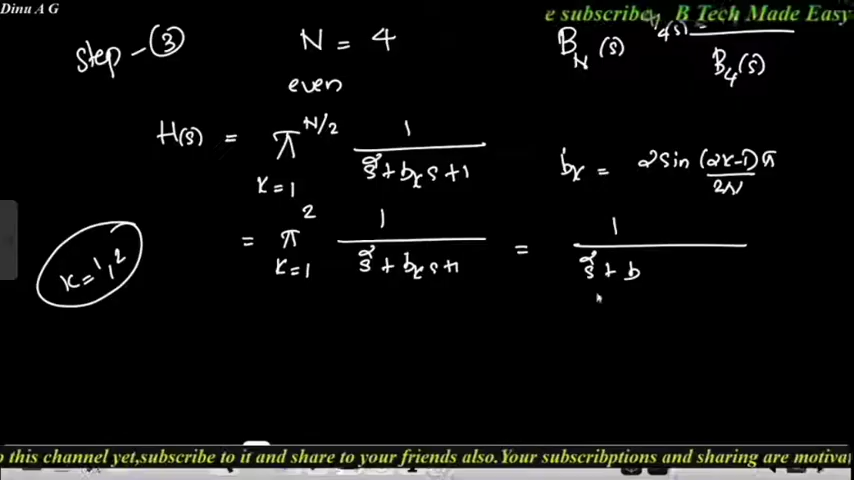 Dinu A G
e subscribe, B Tech Made Easy
step - ③ N = 4
even
B_N(s) B_4(s)
H(s) = π^{N/2}_{K=1} 1/(s² + b_K s + 1) b_K = 2 sin (2K-1)π/2N
K = 1, 2
= π^{2}_{K=1} 1/(s² + b_K s + 1) = 1/(s² + b
o this channel yet,subscribe to it and share to your friends also.Your subscribptions and sharing are motiva